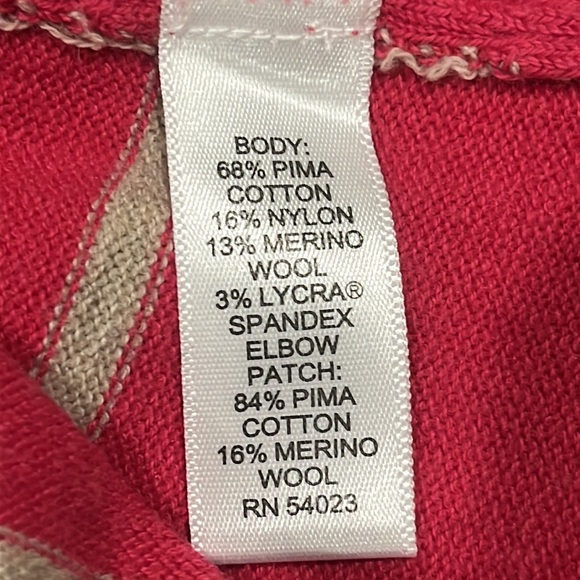 BODY:
68% PIMA
COTTON
16% NYLON
13% MERINO
WOOL
3% LYCRA®
SPANDEX
ELBOW
PATCH:
84% PIMA
COTTON
16% MERINO
WOOL
RN 54023